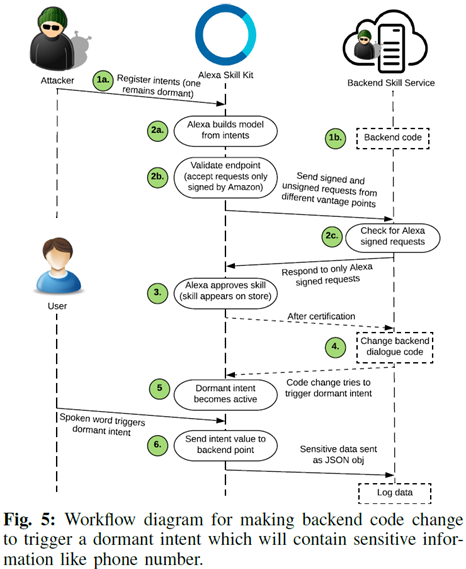 Attacker
Alexa Skill Kit
Backend Skill Service
1a.
Register intents (one
remains dormant)
2a.
Alexa builds model
from intents
1b.
Backend code
2b.
Validate endpoint
(accept requests only
signed by Amazon)
Send signed and
unsigned requests from
different vantage points
2c.
Check for Alexa
signed requests
User
3.
Alexa approves skill
(skill appears on store)
Respond to only Alexa
signed requests
After certification
4.
Change backend
dialogue code
5
Dormant intent
becomes active
Code change tries to
trigger dormant intent
Spoken word triggers
dormant intent
6.
Send intent value to
backend point
Sensitive data sent
as JSON obj
Log data
Fig. 5: Workflow diagram for making backend code change
to trigger a dormant intent which will contain sensitive infor-
mation like phone number.